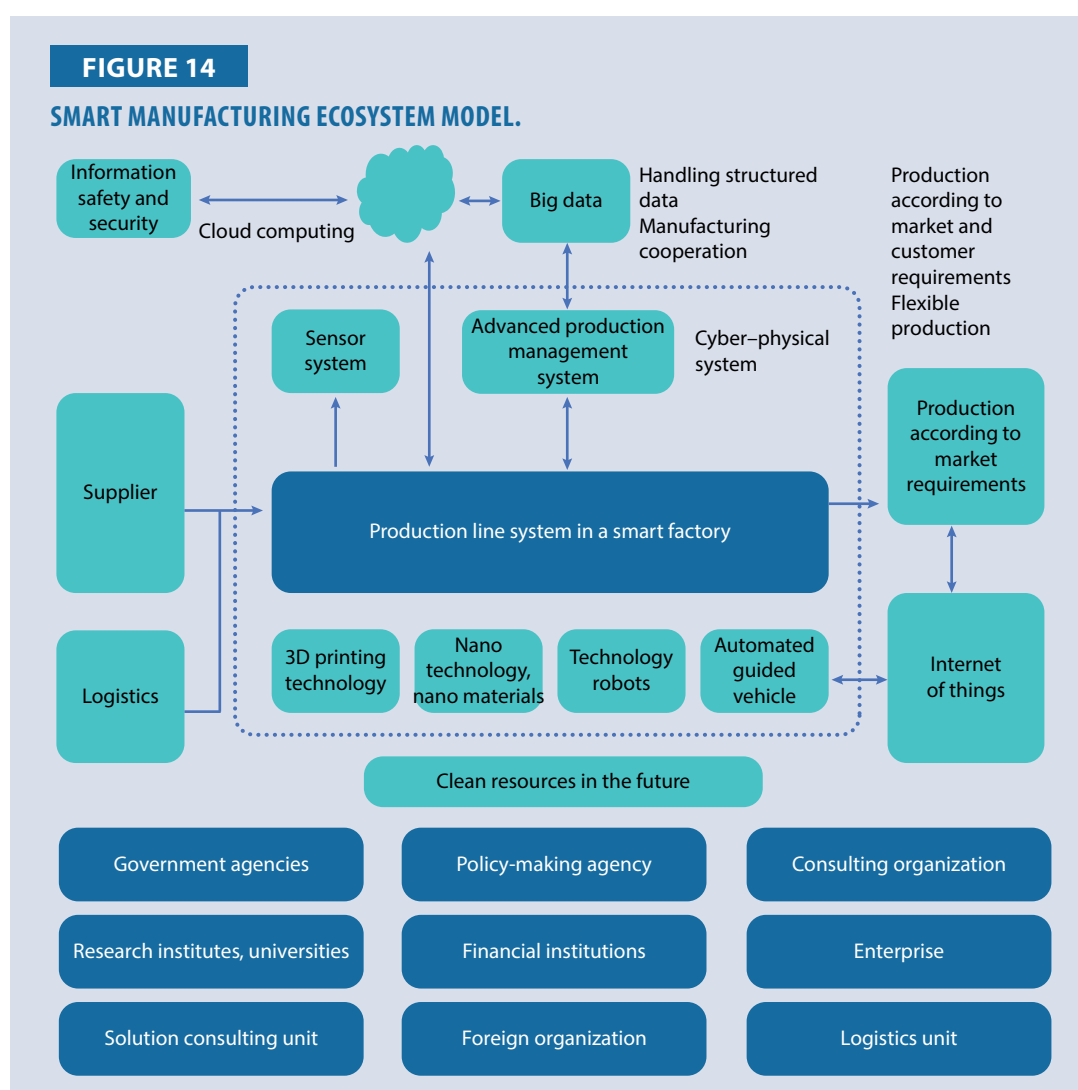 FIGURE 14
SMART MANUFACTURING ECOSYSTEM MODEL.
Information
safety and
security
Cloud computing
Big data
Handling structured
data
Manufacturing
cooperation
Production
according to
market and
customer
requirements
Flexible
production
Sensor
system
Advanced production
management
system
Cyber–physical
system
Supplier
Production line system in a smart factory
Production
according to
market
requirements
Logistics
3D printing
technology
Nano
technology,
nano materials
Technology
robots
Automated
guided
vehicle
Internet
of things
Clean resources in the future
Government agencies
Policy-making agency
Consulting organization
Research institutes, universities
Financial institutions
Enterprise
Solution consulting unit
Foreign organization
Logistics unit